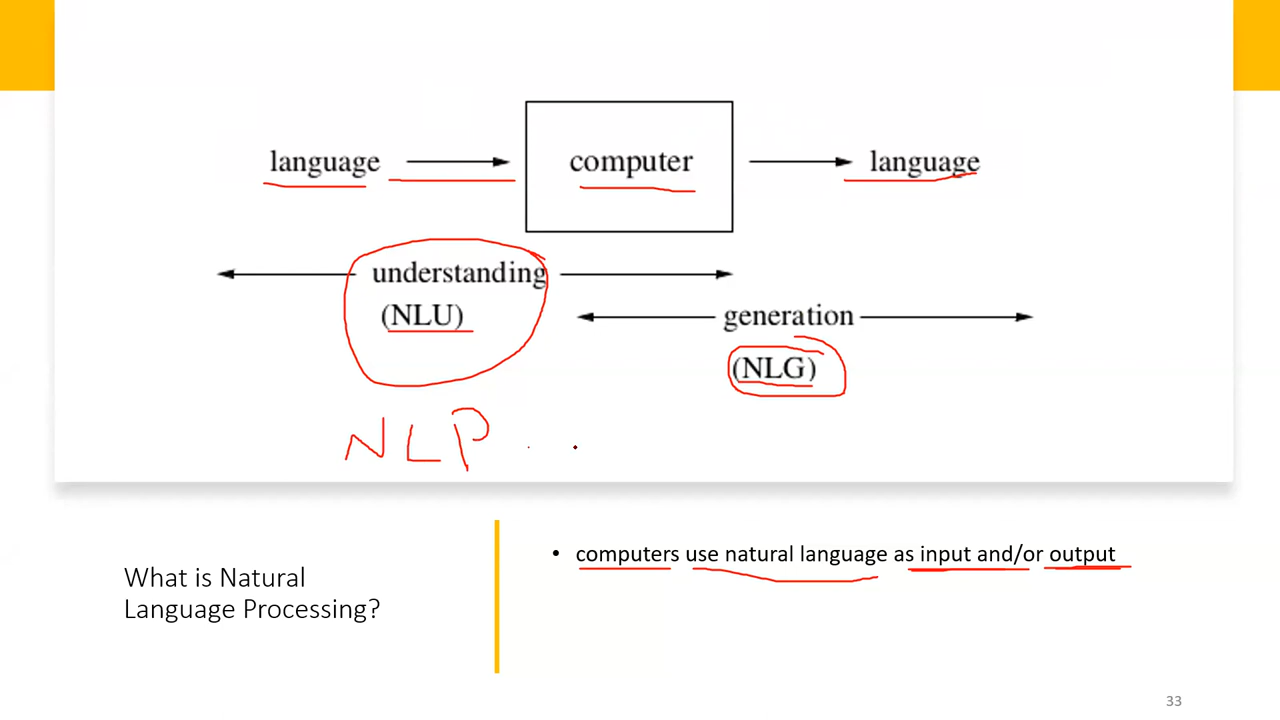 language computer language
understanding
(NLU)
generation
(NLG)
NLP
What is Natural
Language Processing?
• computers use natural language as input and/or output
33